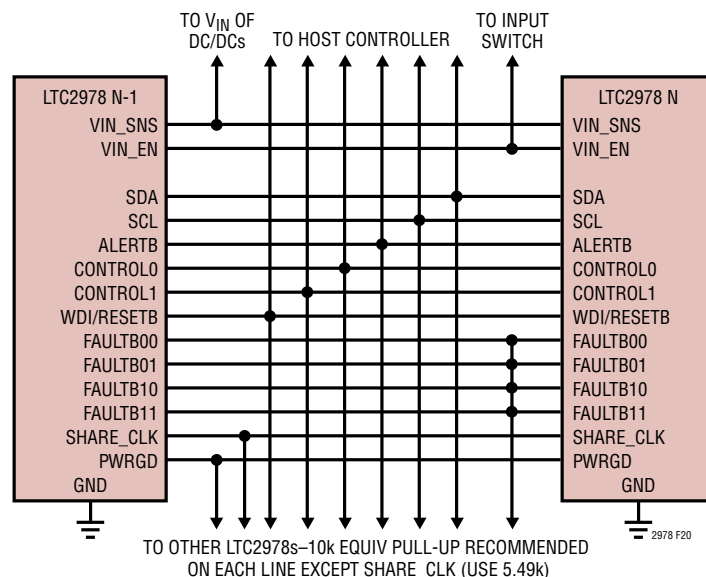 TO VIN OF
DC/DCs
TO HOST CONTROLLER
TO INPUT
SWITCH
LTC2978 N-1
VIN_SNS
VIN_EN
SDA
SCL
ALERTB
CONTROL0
CONTROL1
WDI/RESETB
FAULTB00
FAULTB01
FAULTB10
FAULTB11
SHARE_CLK
PWRGD
GND
LTC2978 N
VIN_SNS
VIN_EN
SDA
SCL
ALERTB
CONTROL0
CONTROL1
WDI/RESETB
FAULTB00
FAULTB01
FAULTB10
FAULTB11
SHARE_CLK
PWRGD
GND
2978 F20
TO OTHER LTC2978s–10k EQUIV PULL-UP RECOMMENDED
ON EACH LINE EXCEPT SHARE_CLK (USE 5.49k)